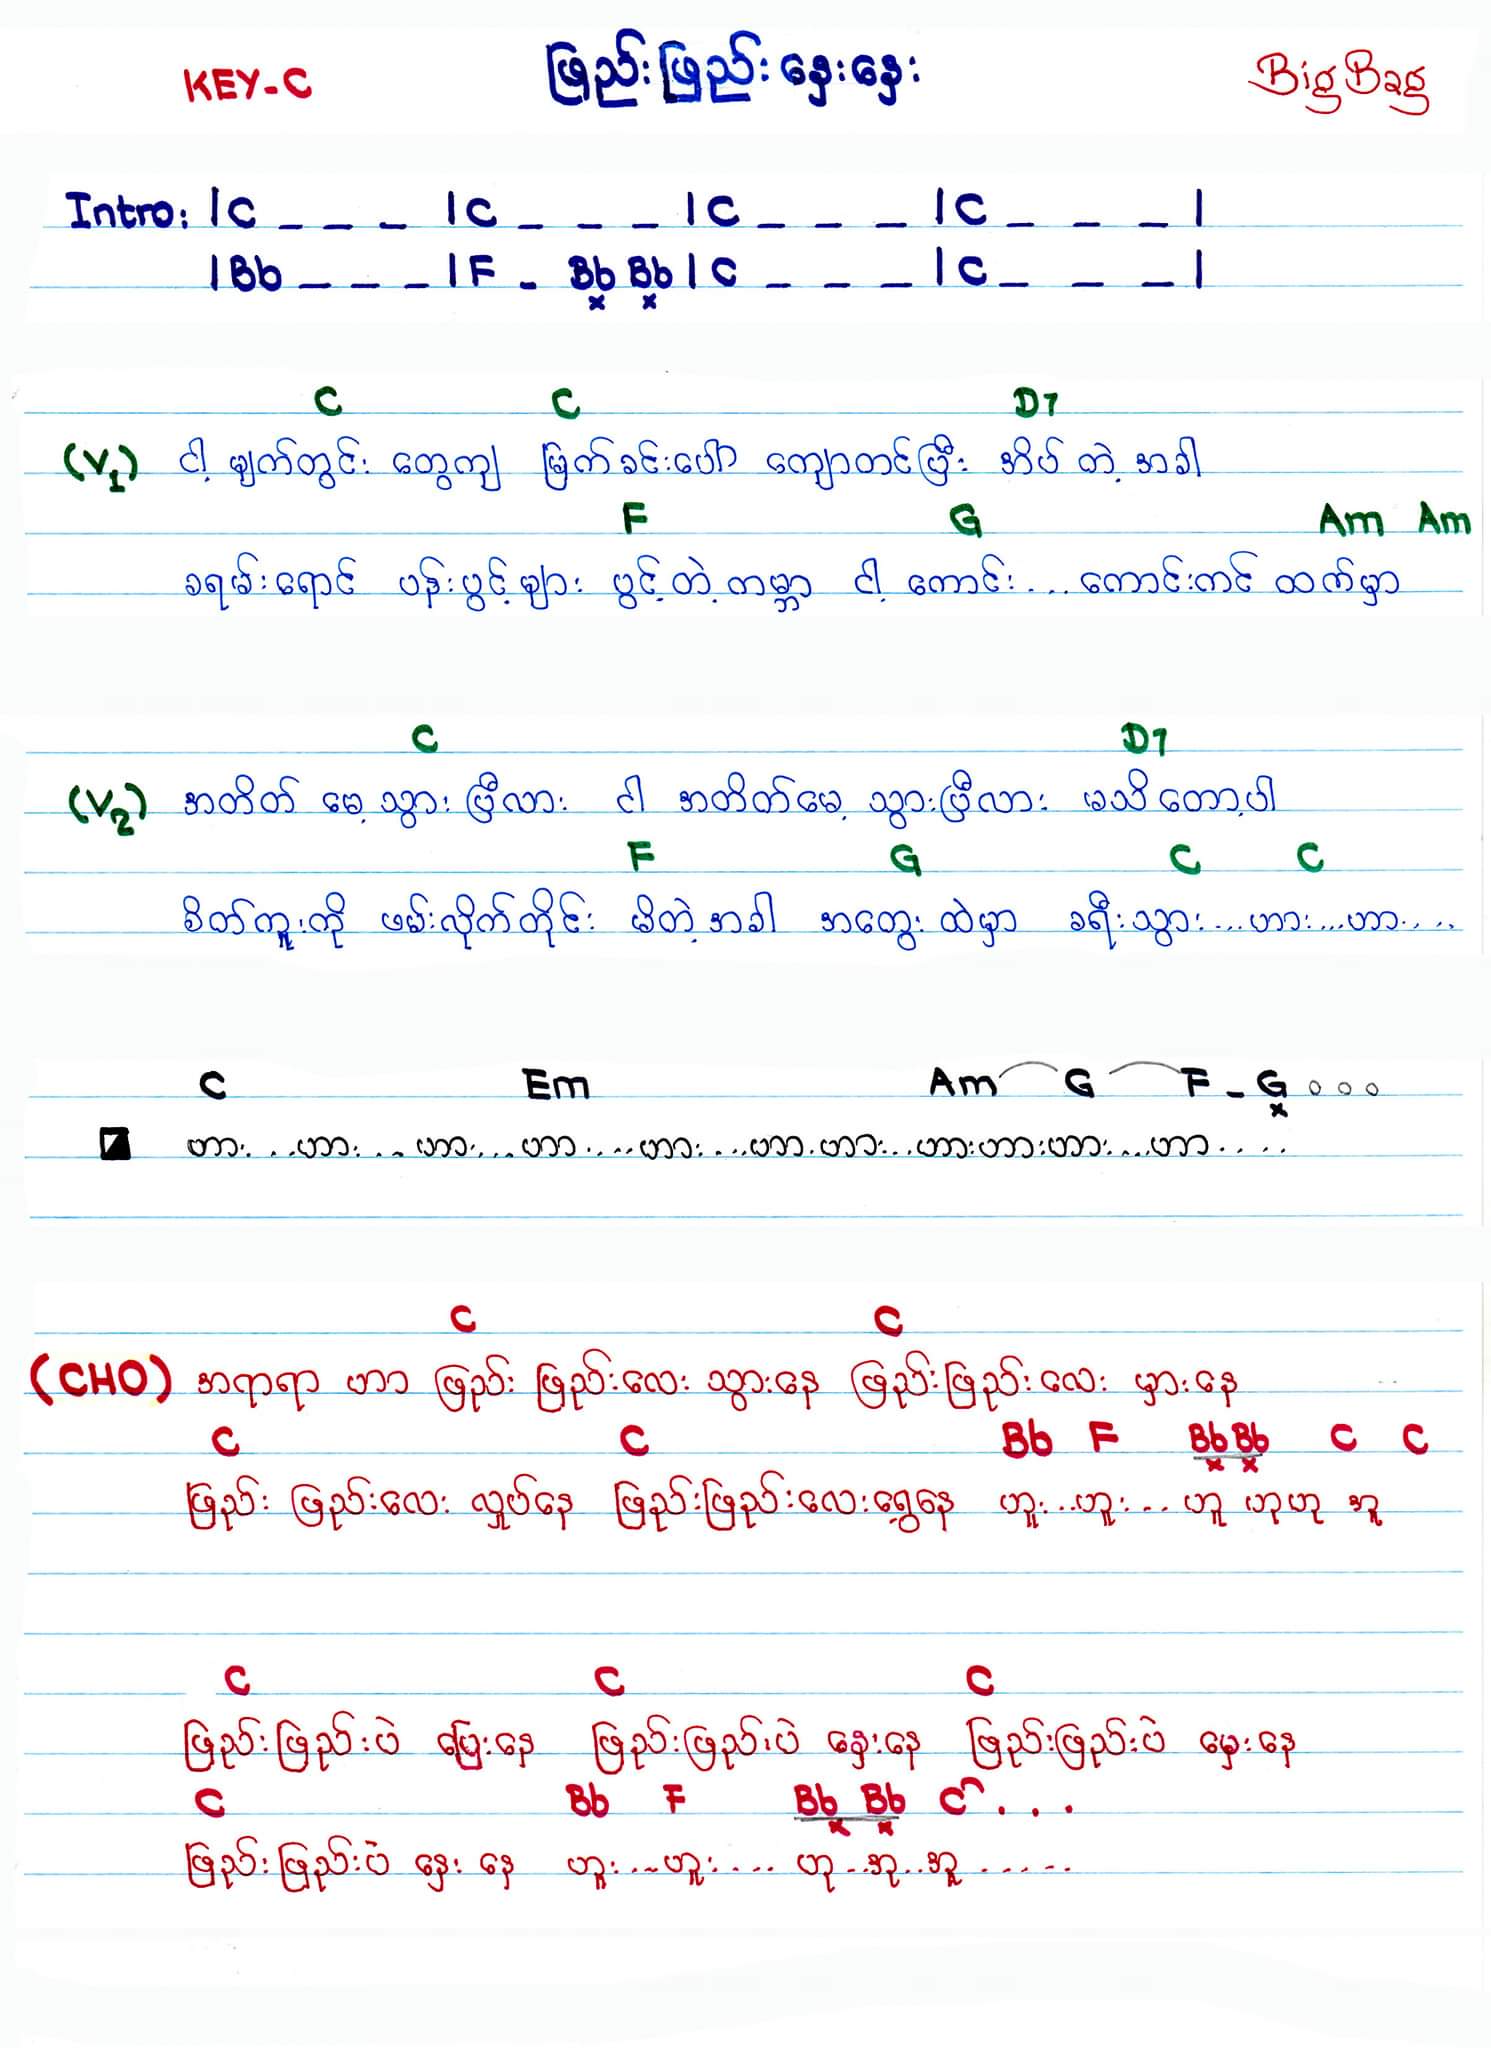 KEY-C ဖြည်းဖြည်းနှေးနှေး BigBag
Intro: | C _ _ _ | C _ _ _ | C _ _ _ | C _ _ _ |
| Bb _ _ _ | F - Bb Bb | C _ _ _ | C _ _ _ |
x x
C C D7
(V1) ငါ့ မျက်တွင်း တွေကျ မြက်ခင်းပေါ် ကျောတင်ပြီး အိပ် တဲ့ အခါ
F G Am Am
ခရမ်းရောင် ပန်းပွင့်များ ပွင့်တဲ့ကမ္ဘာ ငါ့ ကောင်း... ကောင်းကင် ထက်မှာ
C D7
(V2) အတိတ် မေ့သွား ပြီလား ငါ အတိတ်မေ့ သွားပြီလား မသိတော့ပါ
F G C C
စိတ်ကူးကို ဖမ်းလိုက်တိုင်း မိတဲ့အခါ အတွေးထဲမှာ ခရီးသွား...ဟား...ဟာ....
C Em Am G F - G ...
x
ဟား...ဟား... ဟား...ဟာ....ဟား...ဟာ.ဟား..ဟားဟားဟား...ဟာ....
C C
(CHO) အာရာရာ ဟာ ဖြည်း ဖြည်းလေး သွားနေ ဖြည်းဖြည်းလေး မှားနေ
C C Bb F Bb Bb C C
x x
ဖြည်း ဖြည်းလေး လှုပ်နေ ဖြည်းဖြည်းလေးရွှေ့နေ ဟူး...ဟူး... ဟူ ဟုဟု အူ
C C C
ဖြည်းဖြည်းပဲ ပြေးနေ ဖြည်းဖြည်းပဲ နှေးနေ ဖြည်းဖြည်းပဲ မှေးနေ
C Bb F Bb Bb C...
x x
ဖြည်းဖြည်းပဲ နှေး နေ ဟူး...ဟူး.... ဟု..အု..အူ.....